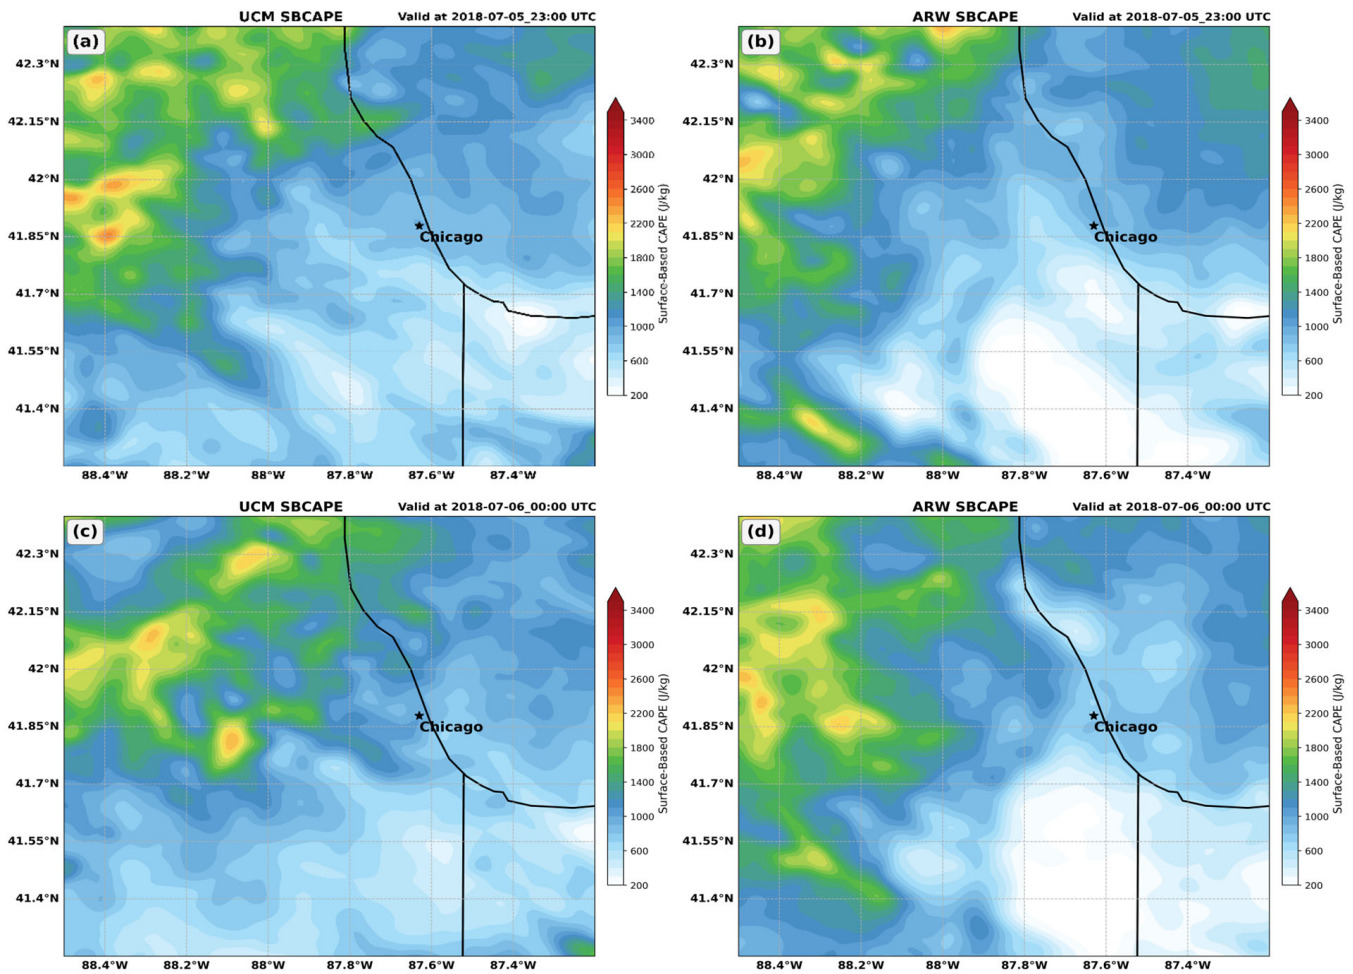 UCM SBCAPE Valid at 2018-07-05_23:00 UTC
(a)
42.3°N
42.15°N
42°N
41.85°N
41.7°N
41.55°N
41.4°N
88.4°W 88.2°W 88°W 87.8°W 87.6°W 87.4°W
Chicago
3400
3000
2600
2200
1800
1400
1000
600
200
Surface-Based CAPE (J/kg)
ARW SBCAPE Valid at 2018-07-05_23:00 UTC
(b)
42.3°N
42.15°N
42°N
41.85°N
41.7°N
41.55°N
41.4°N
88.4°W 88.2°W 88°W 87.8°W 87.6°W 87.4°W
Chicago
3400
3000
2600
2200
1800
1400
1000
600
200
Surface-Based CAPE (J/kg)
UCM SBCAPE Valid at 2018-07-06_00:00 UTC
(c)
42.3°N
42.15°N
42°N
41.85°N
41.7°N
41.55°N
41.4°N
88.4°W 88.2°W 88°W 87.8°W 87.6°W 87.4°W
Chicago
3400
3000
2600
2200
1800
1400
1000
600
200
Surface-Based CAPE (J/kg)
ARW SBCAPE Valid at 2018-07-06_00:00 UTC
(d)
42.3°N
42.15°N
42°N
41.85°N
41.7°N
41.55°N
41.4°N
88.4°W 88.2°W 88°W 87.8°W 87.6°W 87.4°W
Chicago
3400
3000
2600
2200
1800
1400
1000
600
200
Surface-Based CAPE (J/kg)